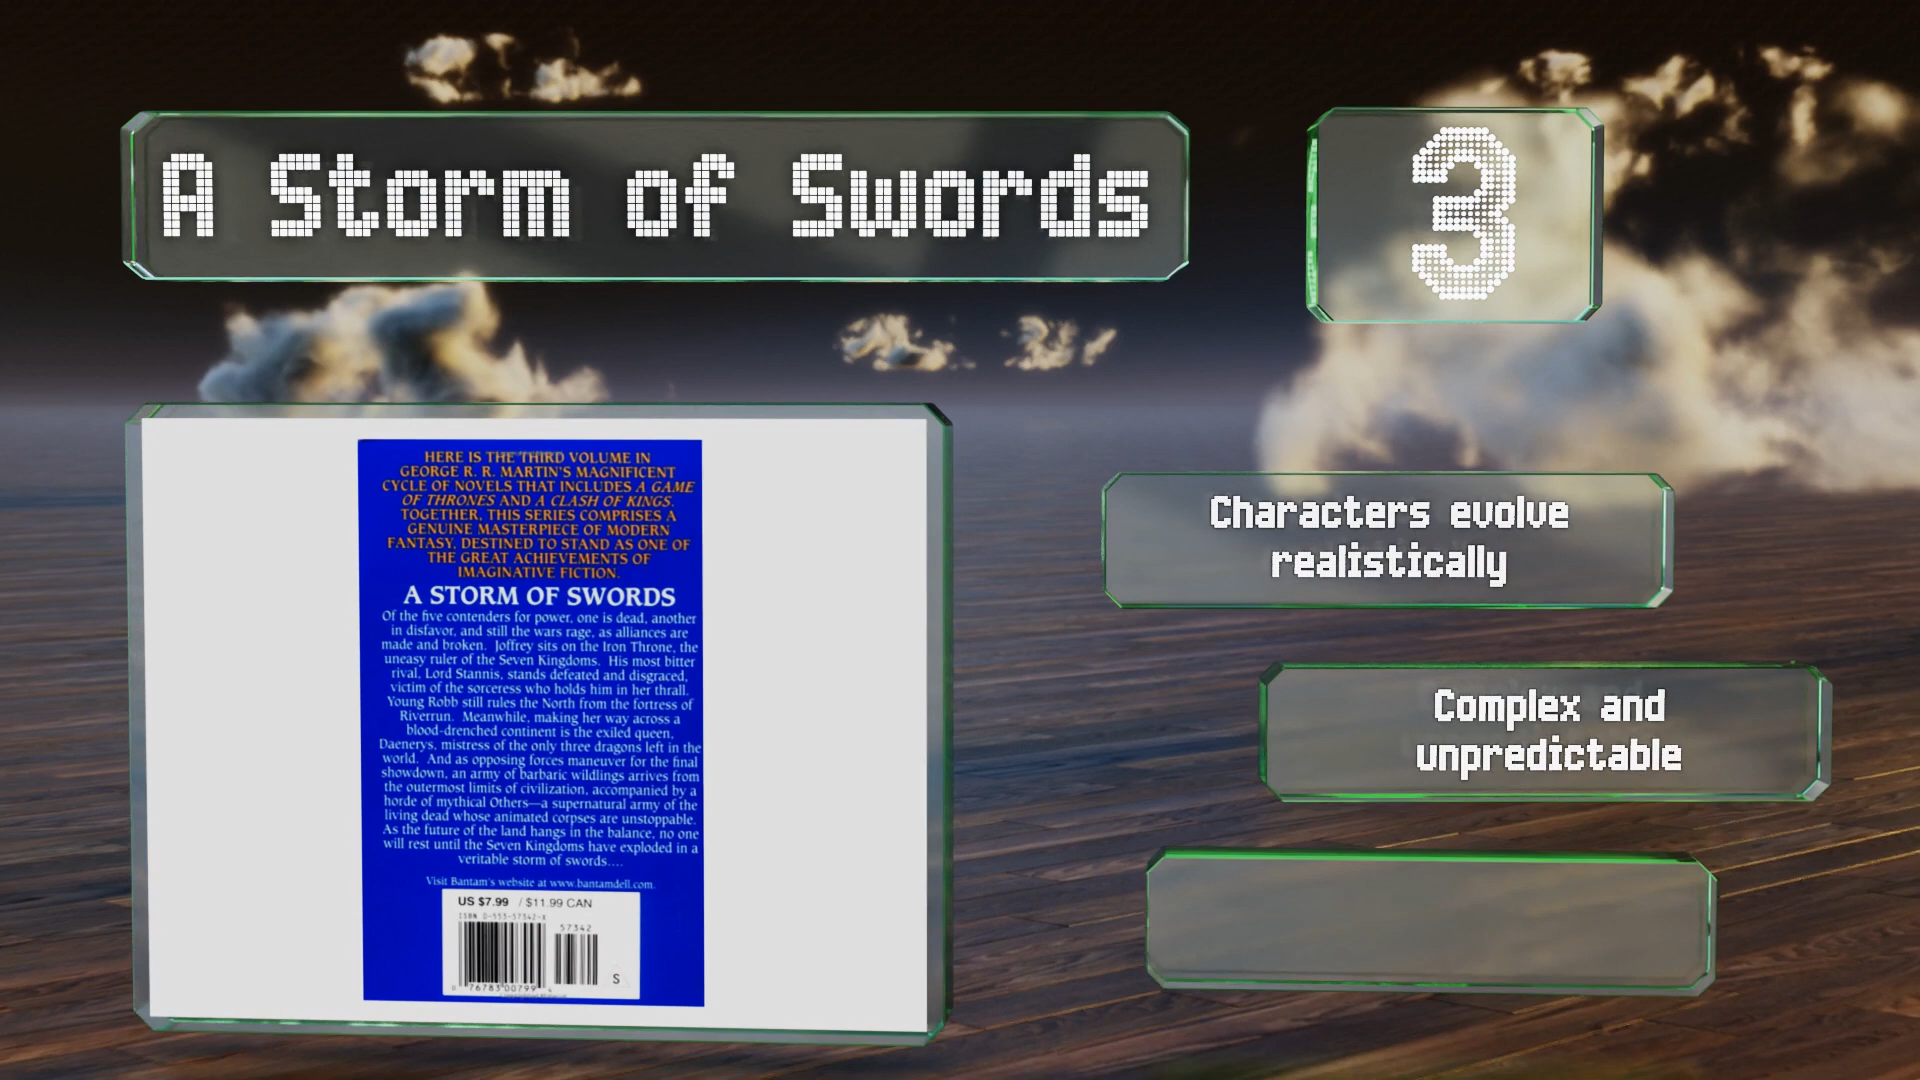 A Storm of Swords
3
HERE IS THE THIRD VOLUME IN
GEORGE R. R. MARTIN'S MAGNIFICENT
CYCLE OF NOVELS THAT INCLUDES A GAME
OF THRONES AND A CLASH OF KINGS.
TOGETHER, THIS SERIES COMPRISES A
GENUINE MASTERPIECE OF MODERN
FANTASY, DESTINED TO STAND AS ONE OF
THE GREAT ACHIEVEMENTS OF
IMAGINATIVE FICTION.
A STORM OF SWORDS
Of the five contenders for power, one is dead, another
in disfavor, and still the wars rage, as alliances are
made and broken. Joffrey sits on the Iron Throne, the
uneasy ruler of the Seven Kingdoms. His most bitter
rival, Lord Stannis, stands defeated and disgraced,
victim of the sorceress who holds him in her thrall.
Young Robb still rules the North from the fortress of
Riverrun. Meanwhile, making her way across a
blood-drenched continent is the exiled queen,
Daenerys, mistress of the only three dragons left in the
world. And as opposing forces maneuver for the final
showdown, an army of barbaric wildlings arrives from
the outermost limits of civilization, accompanied by a
horde of mythical Others—a supernatural army of the
living dead whose animated corpses are unstoppable.
As the future of the land hangs in the balance, no one
will rest until the Seven Kingdoms have exploded in a
veritable storm of swords....
Visit Bantam's website at www.bantamdell.com.
US $7.99 / $11.99 CAN
ISBN 0-553-57342-X
57342
S
0 76783 00799 4
Characters evolve
realistically
Complex and
unpredictable